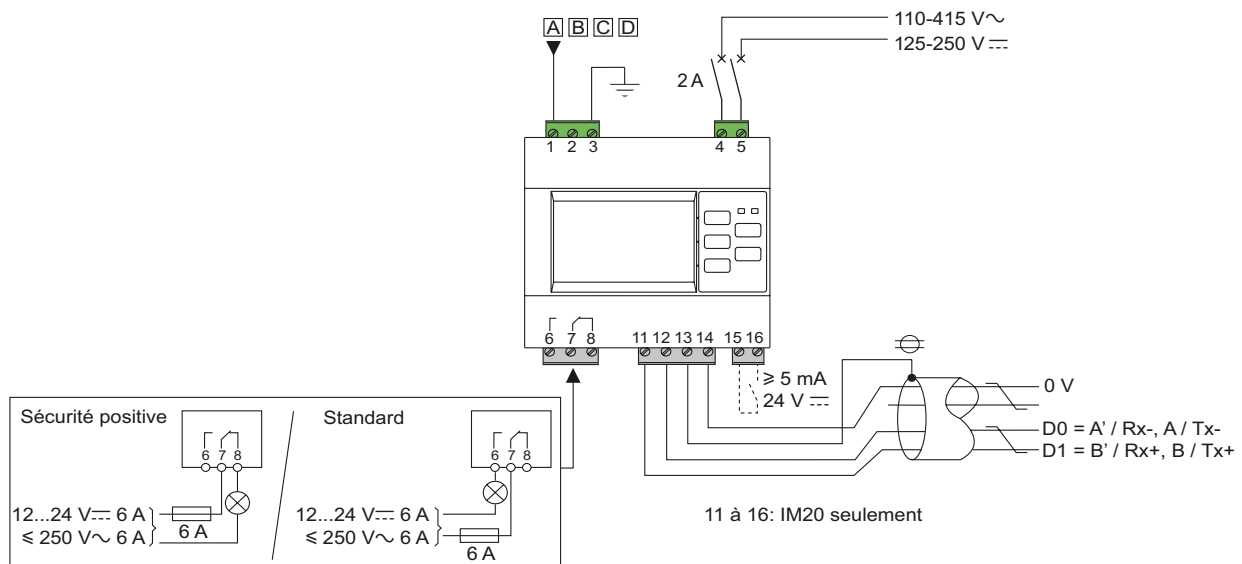 A B C D
110-415 V~
125-250 V⎓
2 A
1 2 3
4 5
6 7 8
11 12 13 14
15 16
≥ 5 mA
24 V⎓
0 V
D0 = A’ / Rx-, A / Tx-
D1 = B’ / Rx+, B / Tx+
11 à 16: IM20 seulement
Sécurité positive
6 7 8
12...24 V⎓ 6 A
≤ 250 V~ 6 A
6 A
Standard
6 7 8
12...24 V⎓ 6 A
≤ 250 V~ 6 A
6 A